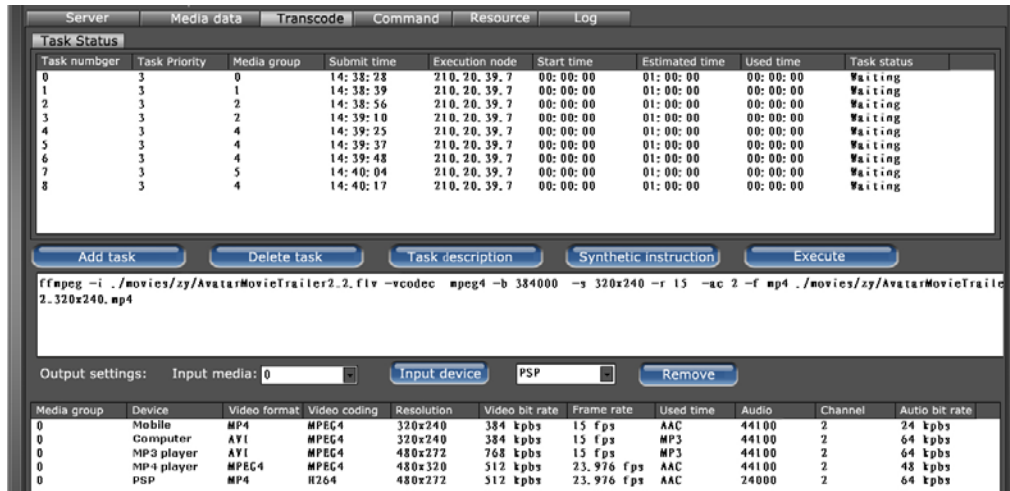 Server Media data Transcode Command Resource Log
Task Status
Task numbger Task Priority Media group Submit time Execution node Start time Estimated time Used time Task status
0 3 0 14:38:28 210.20.39.7 00:00:00 01:00:00 00:00:00 Waiting
1 3 1 14:38:39 210.20.39.7 00:00:00 01:00:00 00:00:00 Waiting
2 3 2 14:38:56 210.20.39.7 00:00:00 01:00:00 00:00:00 Waiting
3 3 2 14:39:10 210.20.39.7 00:00:00 01:00:00 00:00:00 Waiting
4 3 4 14:39:25 210.20.39.7 00:00:00 01:00:00 00:00:00 Waiting
5 3 4 14:39:37 210.20.39.7 00:00:00 01:00:00 00:00:00 Waiting
6 3 4 14:39:48 210.20.39.7 00:00:00 01:00:00 00:00:00 Waiting
7 3 5 14:40:04 210.20.39.7 00:00:00 01:00:00 00:00:00 Waiting
8 3 4 14:40:17 210.20.39.7 00:00:00 01:00:00 00:00:00 Waiting
Add task Delete task Task description Synthetic instruction Execute
ffmpeg -i ./movies/zy/AvatarMovieTrailer2_2.flv -vcodec mpeg4 -b 384000 -s 320x240 -r 15 -ac 2 -f mp4 ./movies/zy/AvatarMovieTraile
2_320x240.mp4
Output settings: Input media: 0 Input device PSP Remove
Media group Device Video format Video coding Resolution Video bit rate Frame rate Used time Audio Channel Autio bit rate
0 Mobile MP4 MPEG4 320x240 384 kpbs 15 fps AAC 44100 2 24 kpbs
0 Computer AVI MPEG4 320x240 384 kpbs 15 fps MP3 44100 2 64 kpbs
0 MP3 player AVI MPEG4 480x272 768 kpbs 15 fps MP3 44100 2 64 kpbs
0 MP4 player MPEG4 MPEG4 480x320 512 kpbs 23.976 fps AAC 44100 2 48 kpbs
0 PSP MP4 H264 480x272 512 kpbs 23.976 fps AAC 24000 2 64 kpbs